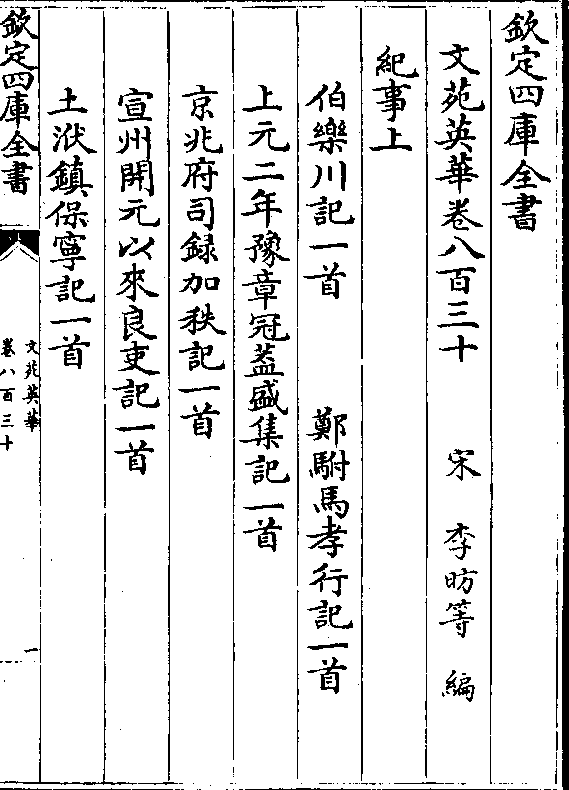 欽定四庫全書
文苑英華卷八百三十 宋 李昉等 編
紀事上
伯樂川記一首 鄭駙馬孝行記一首
上元二年豫章冠葢盛集記一首
京兆府司録加秩記一首
宣州開元以來良吏記一首
土洑鎮保寧記一首
欽定四庫全書
文苑英華
卷八百三十
一